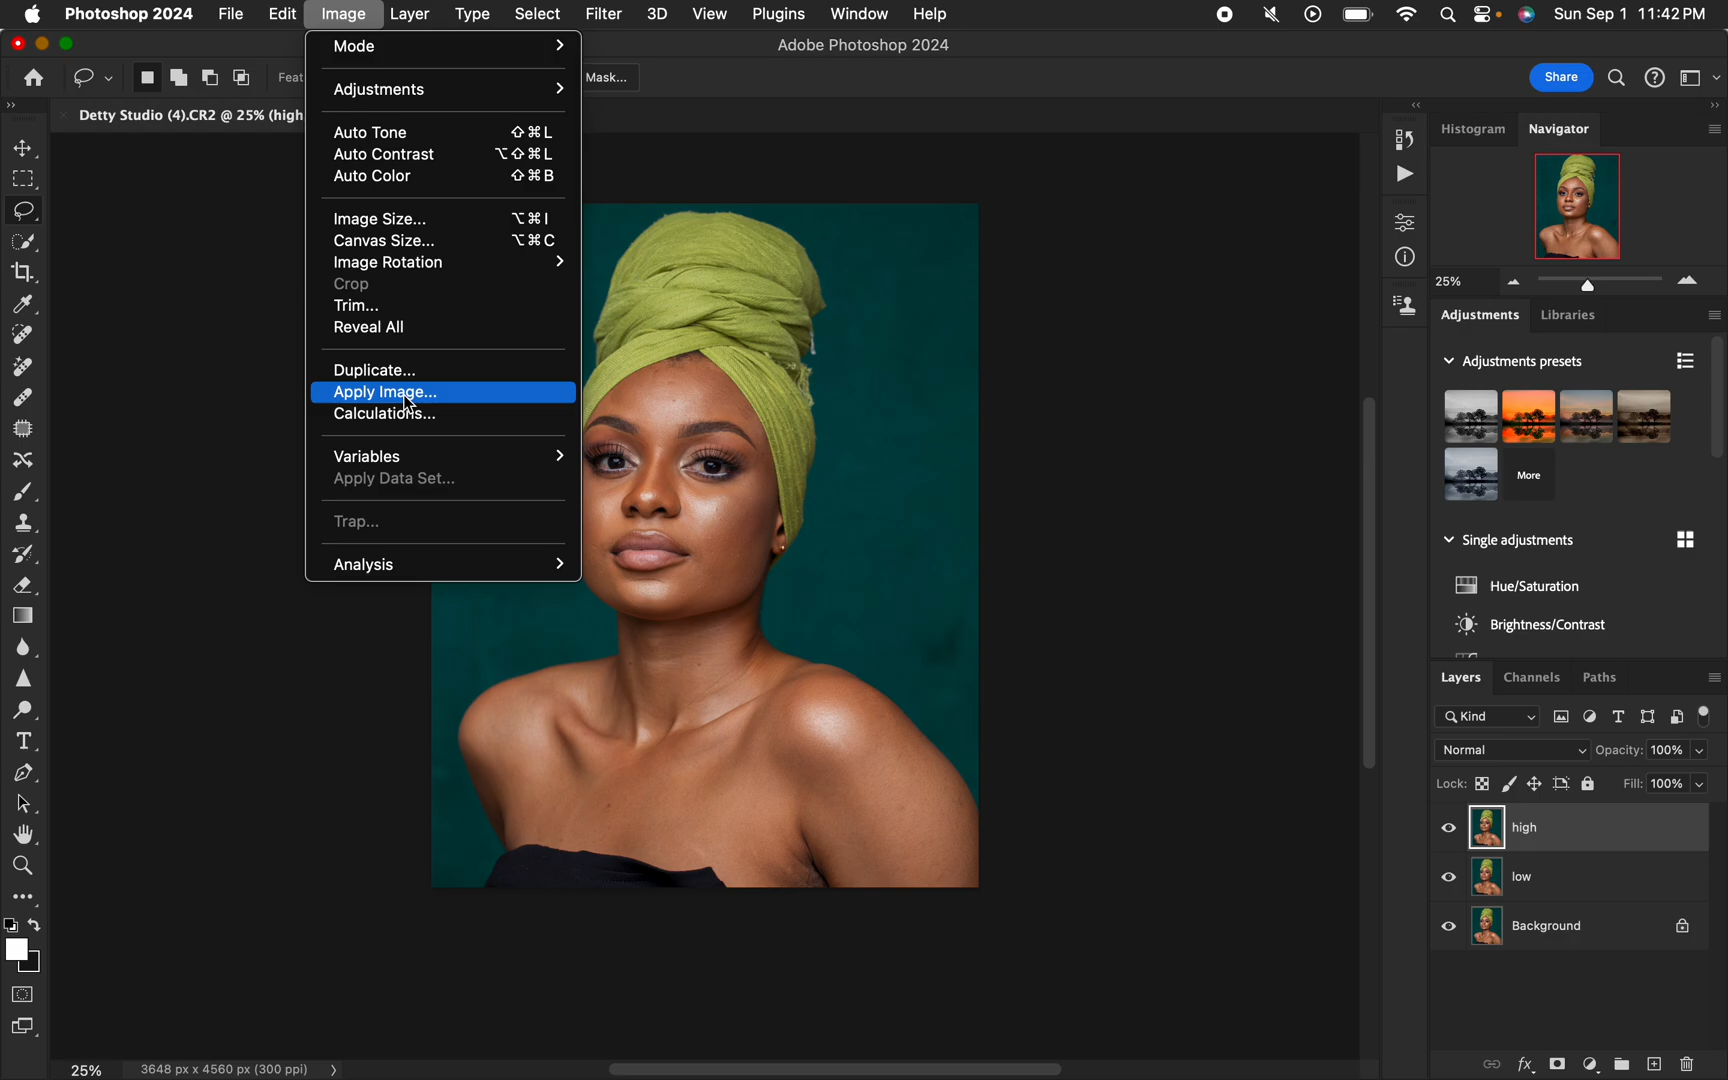 Photoshop 2024 File Edit Image Layer Type Select Filter 3D View Plugins Window Help Sun Sep 1 11:42 PM
Adobe Photoshop 2024
Feat Mask... Share
Detty Studio (4).CR2 @ 25% (high
Mode
Adjustments
Auto Tone ⇧⌘L
Auto Contrast ⌥⇧⌘L
Auto Color ⇧⌘B
Image Size... ⌥⌘I
Canvas Size... ⌥⌘C
Image Rotation
Crop
Trim...
Reveal All
Duplicate...
Apply Image...
Calculations...
Variables
Apply Data Set...
Trap...
Analysis
Histogram Navigator
25%
Adjustments Libraries
Adjustments presets
More
Single adjustments
Hue/Saturation
Brightness/Contrast
Layers Channels Paths
Kind
Normal Opacity: 100%
Lock: Fill: 100%
high
low
Background
25% 3648 px x 4560 px (300 ppi)